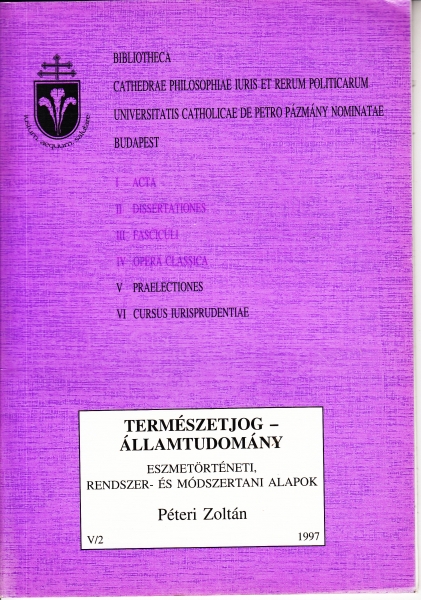 BIBLIOTHECA
CATHEDRAE PHILOSOPHIAE IURIS ET RERUM POLITICARUM
UNIVERSITATIS CATHOLICAE DE PETRO PÁZMÁNY NOMINATAE
BUDAPEST
I ACTA
II DISSERTATIONES
III FASCICULI
IV OPERA CLASSICA
V PRAELECTIONES
VI CURSUS IURISPRUDENTIAE
TERMÉSZETJOG –
ÁLLAMTUDOMÁNY
ESZMETÖRTÉNETI,
RENDSZER- ÉS MÓDSZERTANI ALAPOK
Péteri Zoltán
V/2 1997